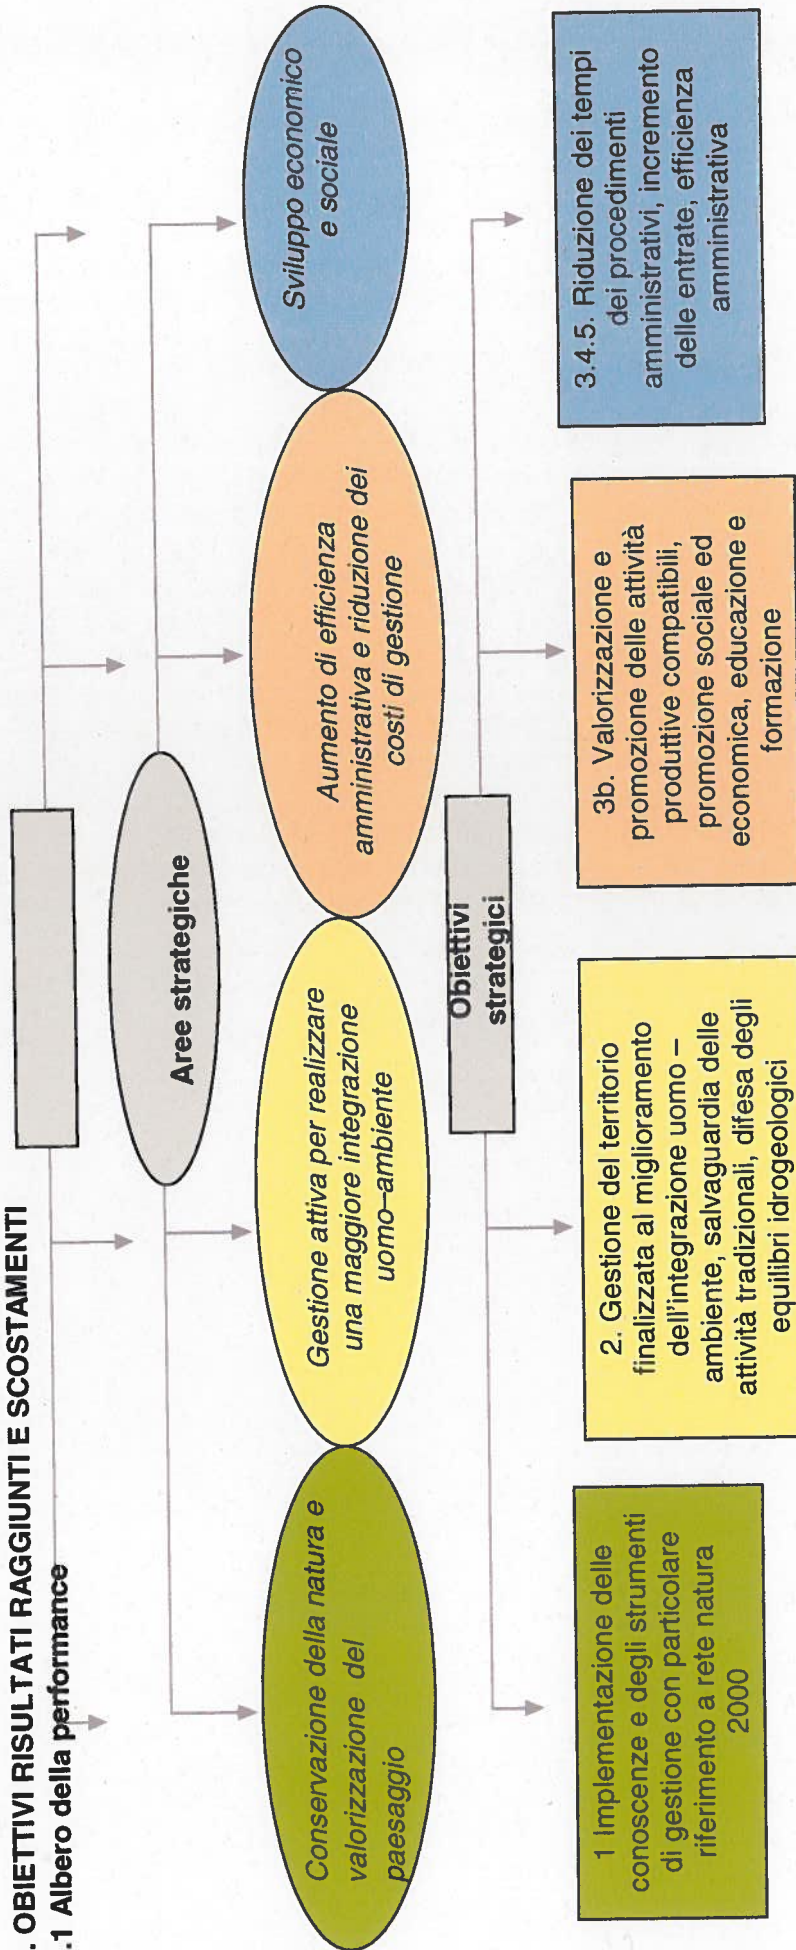 . OBIETTIVI RISULTATI RAGGIUNTI E SCOSTAMENTI
.1 Albero della performance
Aree strategiche
Conservazione della natura e
valorizzazione del
paesaggio
Gestione attiva per realizzare
una maggiore integrazione
uomo–ambiente
Aumento di efficienza
amministrativa e riduzione dei
costi di gestione
Sviluppo economico
e sociale
Obiettivi
strategici
1 Implementazione delle
conoscenze e degli strumenti
di gestione con particolare
riferimento a rete natura
2000
2. Gestione del territorio
finalizzata al miglioramento
dell'integrazione uomo –
ambiente, salvaguardia delle
attività tradizionali, difesa degli
equilibri idrogeologici
3b. Valorizzazione e
promozione delle attività
produttive compatibili,
promozione sociale ed
economica, educazione e
formazione
3.4.5. Riduzione dei tempi
dei procedimenti
amministrativi, incremento
delle entrate, efficienza
amministrativa